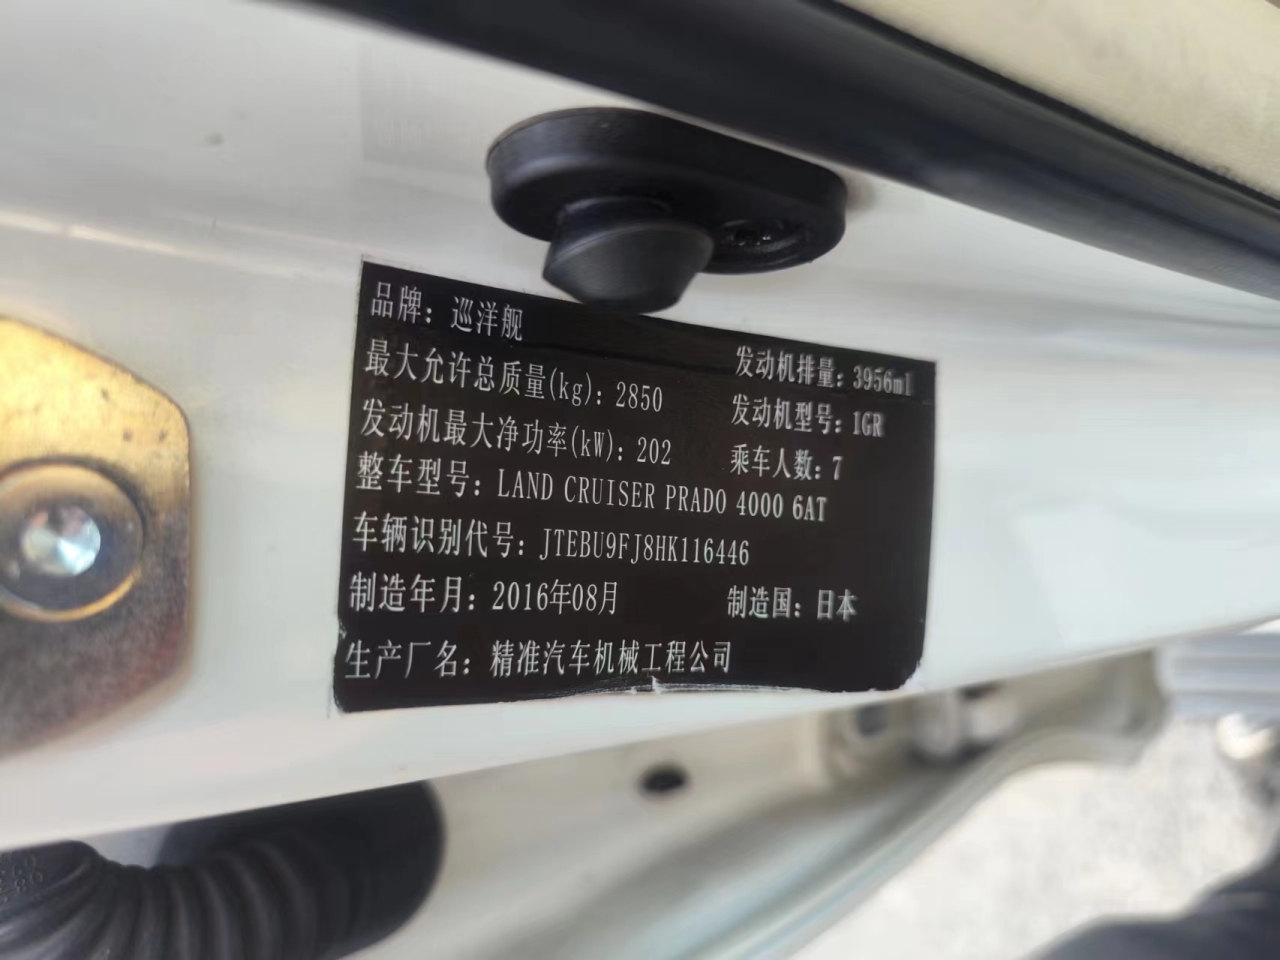 品牌：巡洋舰
最大允许总质量(kg)：2850 发动机排量：3956ml
发动机最大净功率(kW)：202 发动机型号：1GR
乘车人数：7
整车型号：LAND CRUISER PRADO 4000 6AT
车辆识别代号：JTEBU9FJ8HK116446
制造年月：2016年08月 制造国：日本
生产厂名：精准汽车机械工程公司